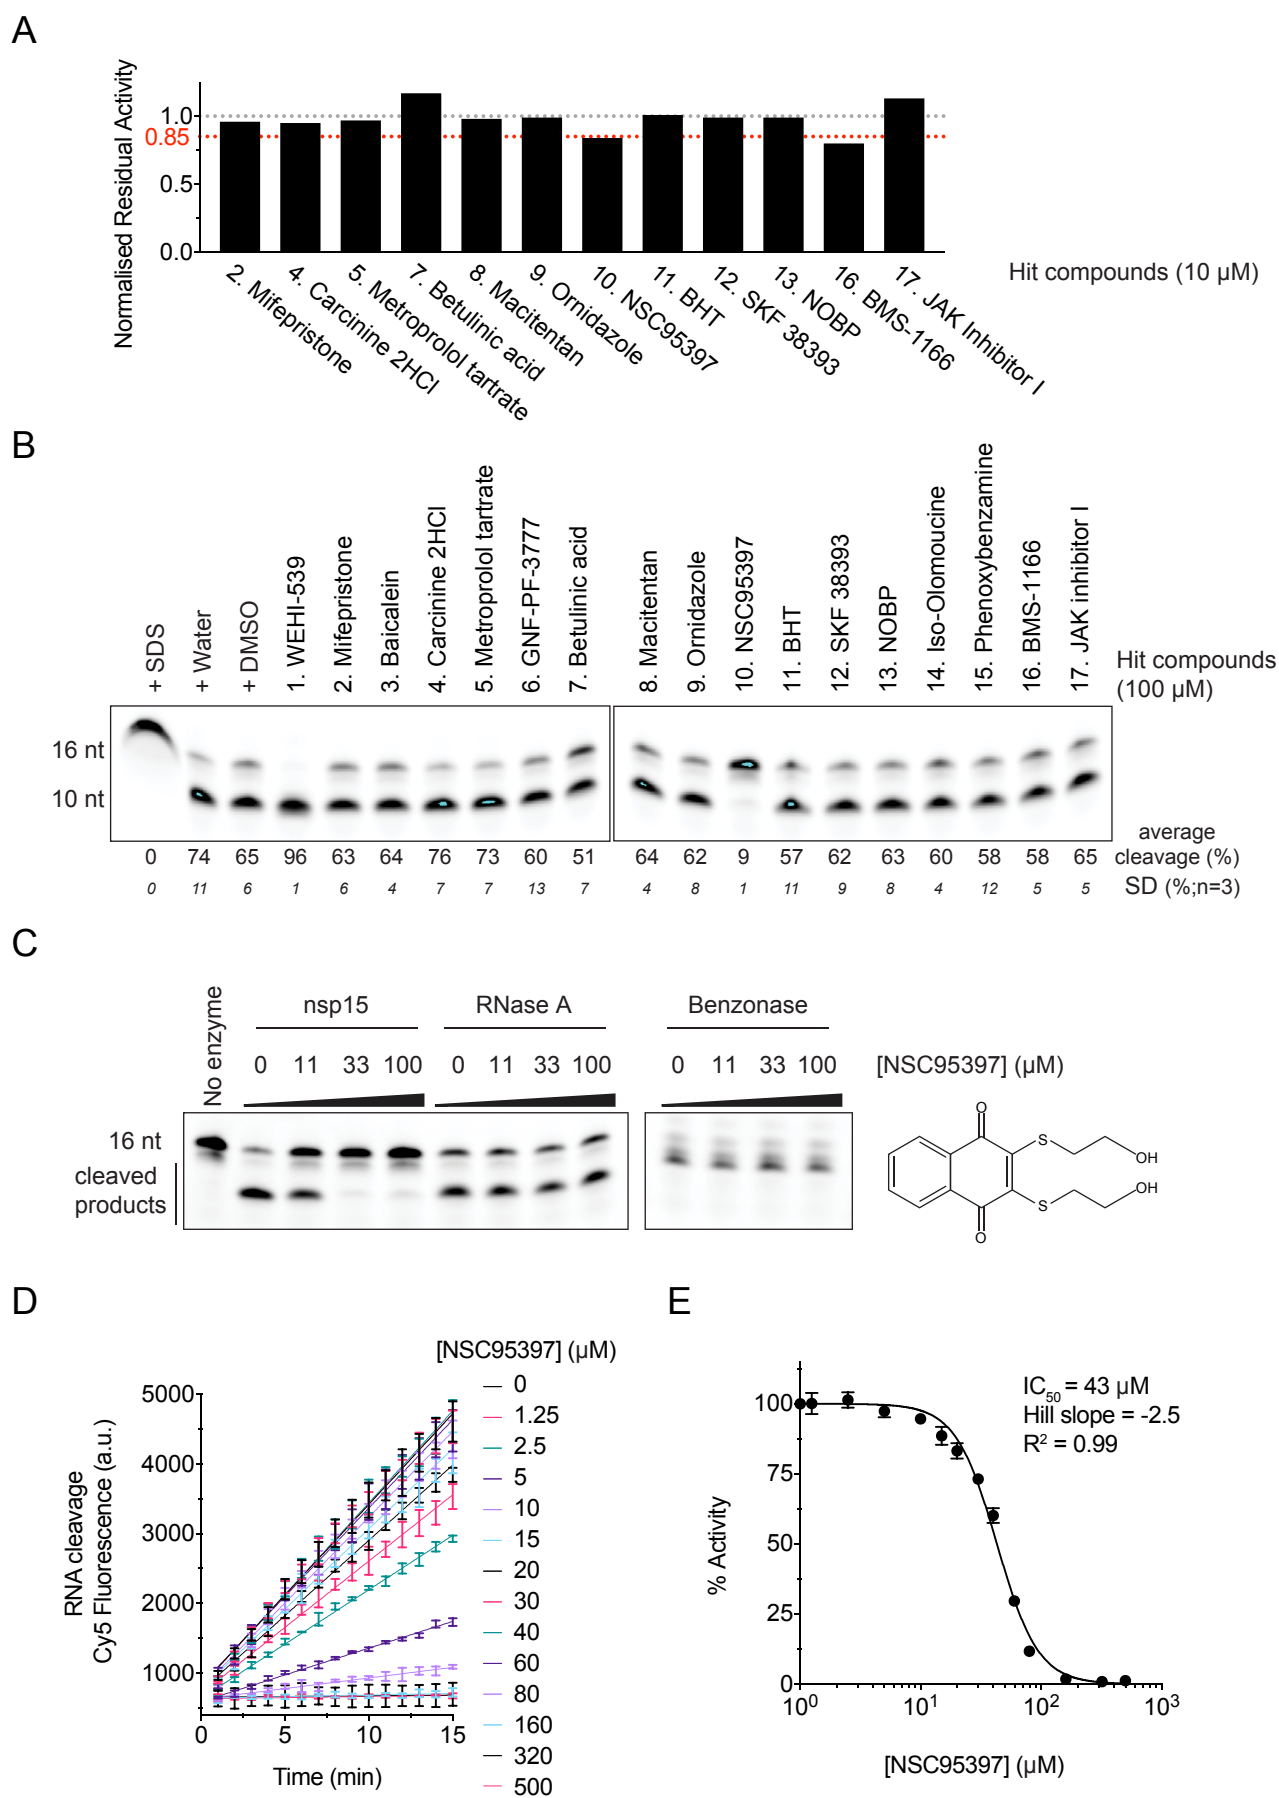 A
Normalised Residual Activity
1.0
0.85
0.5
0.0
2. Mifepristone
4. Carcinine 2HCl
5. Metroprolol tartrate
7. Betulinic acid
8. Macitentan
9. Ornidazole
10. NSC95397
11. BHT
12. SKF 38393
13. NOBP
16. BMS-1166
17. JAK Inhibitor I
Hit compounds (10 µM)
B
+ SDS
+ Water
+ DMSO
1. WEHI-539
2. Mifepristone
3. Baicalein
4. Carcinine 2HCl
5. Metroprolol tartrate
6. GNF-PF-3777
7. Betulinic acid
8. Macitentan
9. Ornidazole
10. NSC95397
11. BHT
12. SKF 38393
13. NOBP
14. Iso-Olomoucine
15. Phenoxybenzamine
16. BMS-1166
17. JAK inhibitor I
Hit compounds
(100 µM)
16 nt
10 nt
average
0 74 65 96 63 64 76 73 60 51 64 62 9 57 62 63 60 58 58 65 cleavage (%)
0 11 6 1 6 4 7 7 13 7 4 8 1 11 9 8 4 12 5 5 SD (%;n=3)
C
No enzyme
nsp15 RNase A Benzonase
0 11 33 100 0 11 33 100 0 11 33 100 [NSC95397] (µM)
16 nt
cleaved
products
O
S
OH
OH
S
O
D
[NSC95397] (µM)
0
1.25
2.5
5
10
15
20
30
40
60
80
160
320
500
RNA cleavage
Cy5 Fluorescence (a.u.)
5000
4000
3000
2000
1000
0 5 10 15
Time (min)
E
IC50 = 43 µM
Hill slope = -2.5
R² = 0.99
% Activity
100
75
50
25
0
10⁰ 10¹ 10² 10³
[NSC95397] (µM)